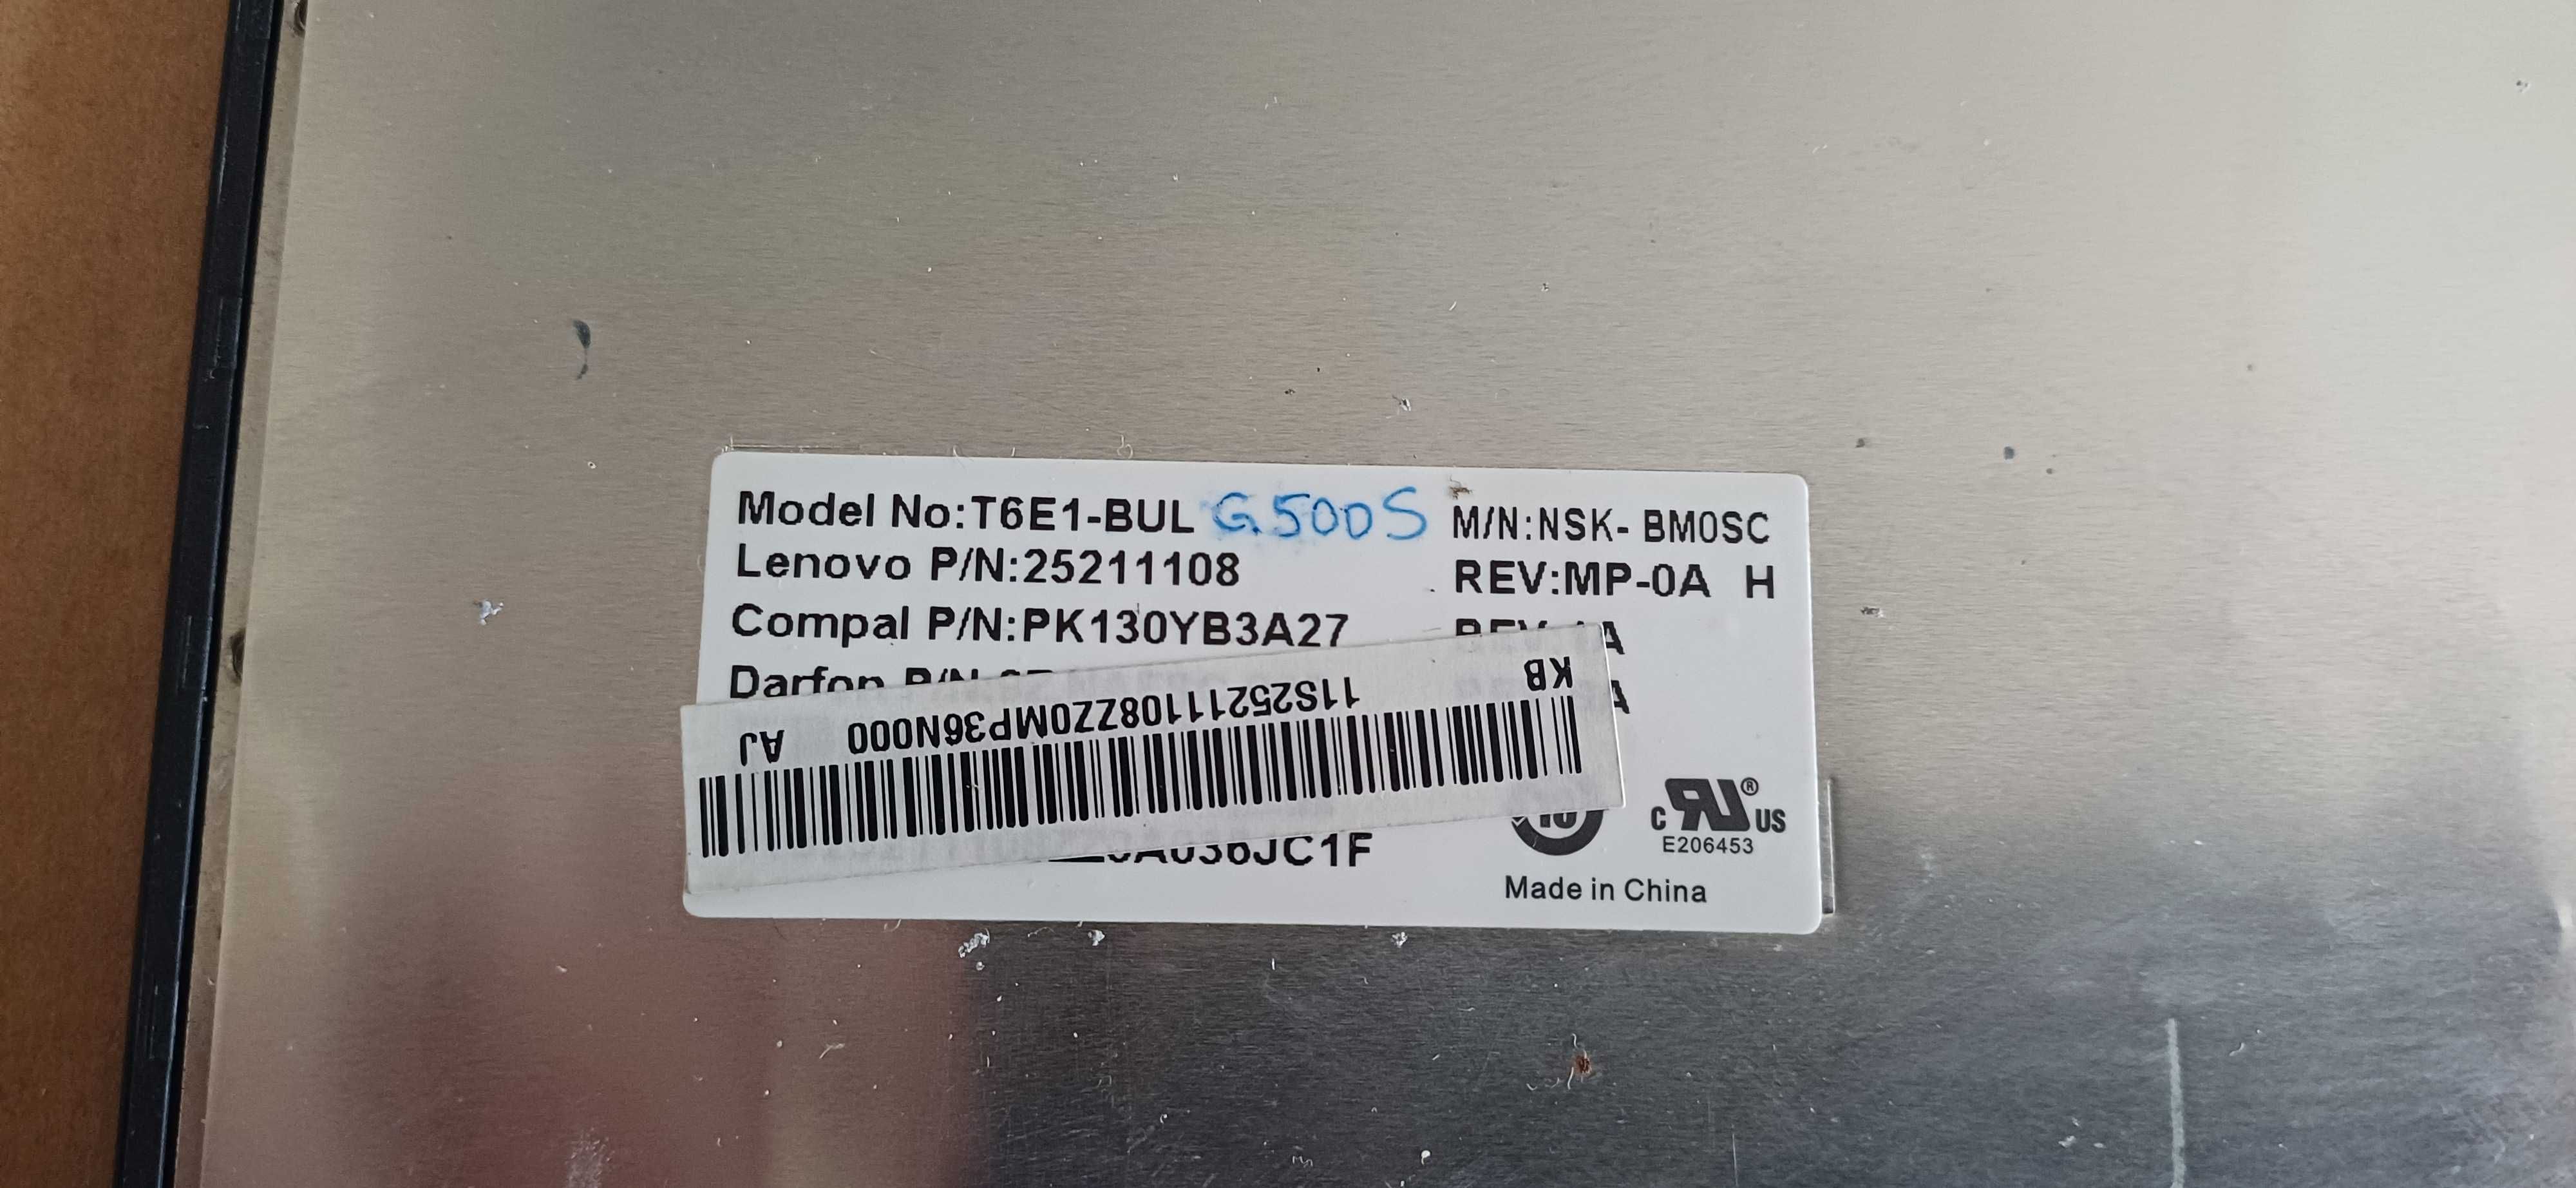 Model No:T6E1-BUL G500S M/N:NSK- BM0SC
Lenovo P/N:25211108 REV:MP-0A H
Compal P/N:PK130YB3A27
Darfon P/N
KB
11S25211108ZZ0MP36N000 AJ
C US ®
E206453
Made in China